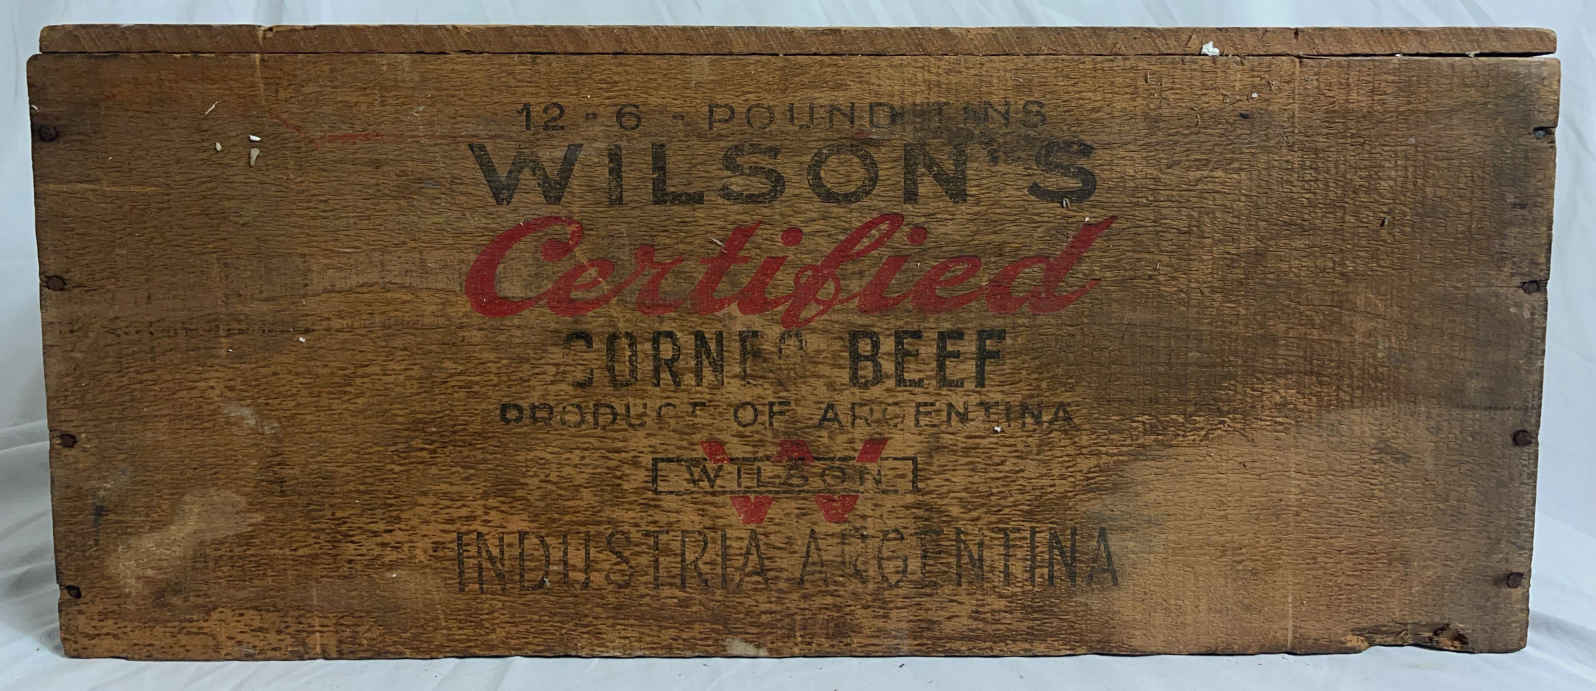 12 - 6 - POUND TINS
WILSON'S
Certified
CORNED BEEF
PRODUCE OF ARGENTINA
WILSON
INDUSTRIA ARGENTINA